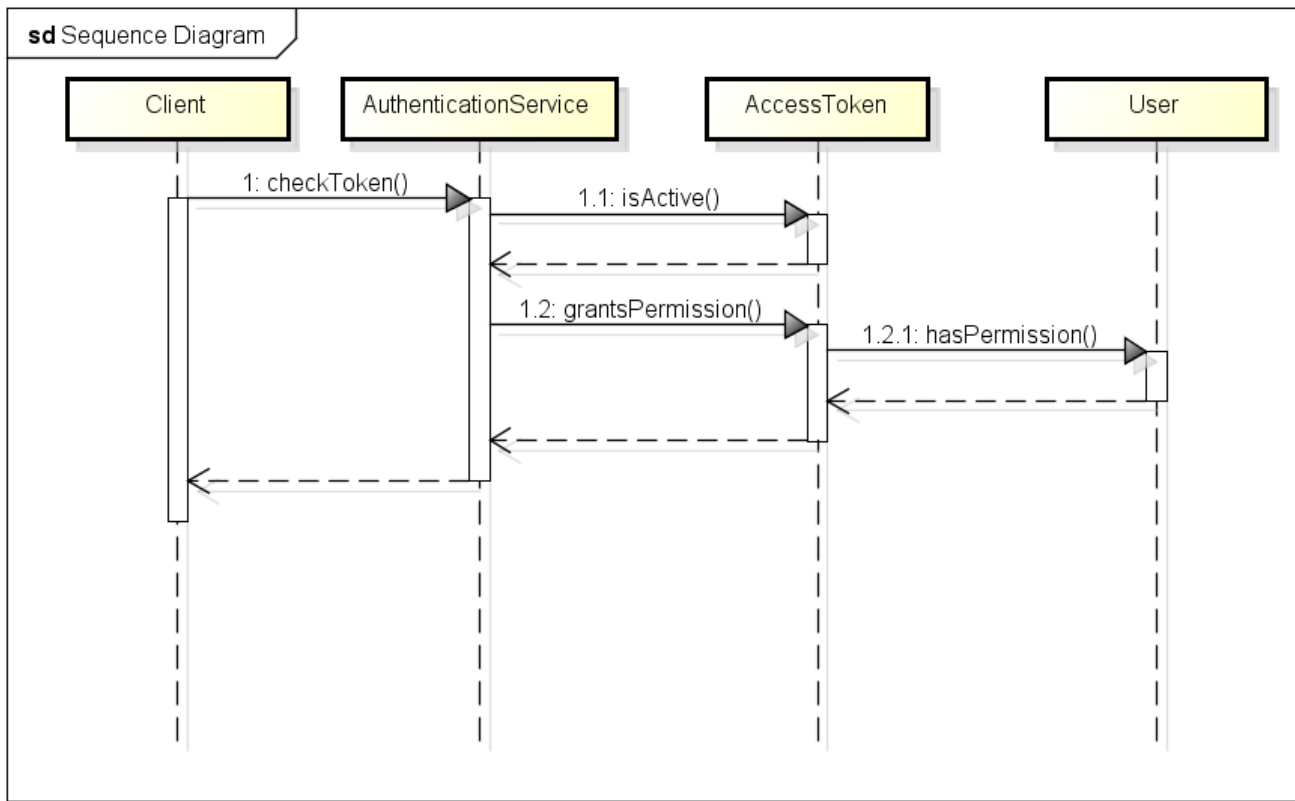 sd Sequence Diagram
Client
AuthenticationService
AccessToken
User
1: checkToken()
1.1: isActive()
1.2: grantsPermission()
1.2.1: hasPermission()